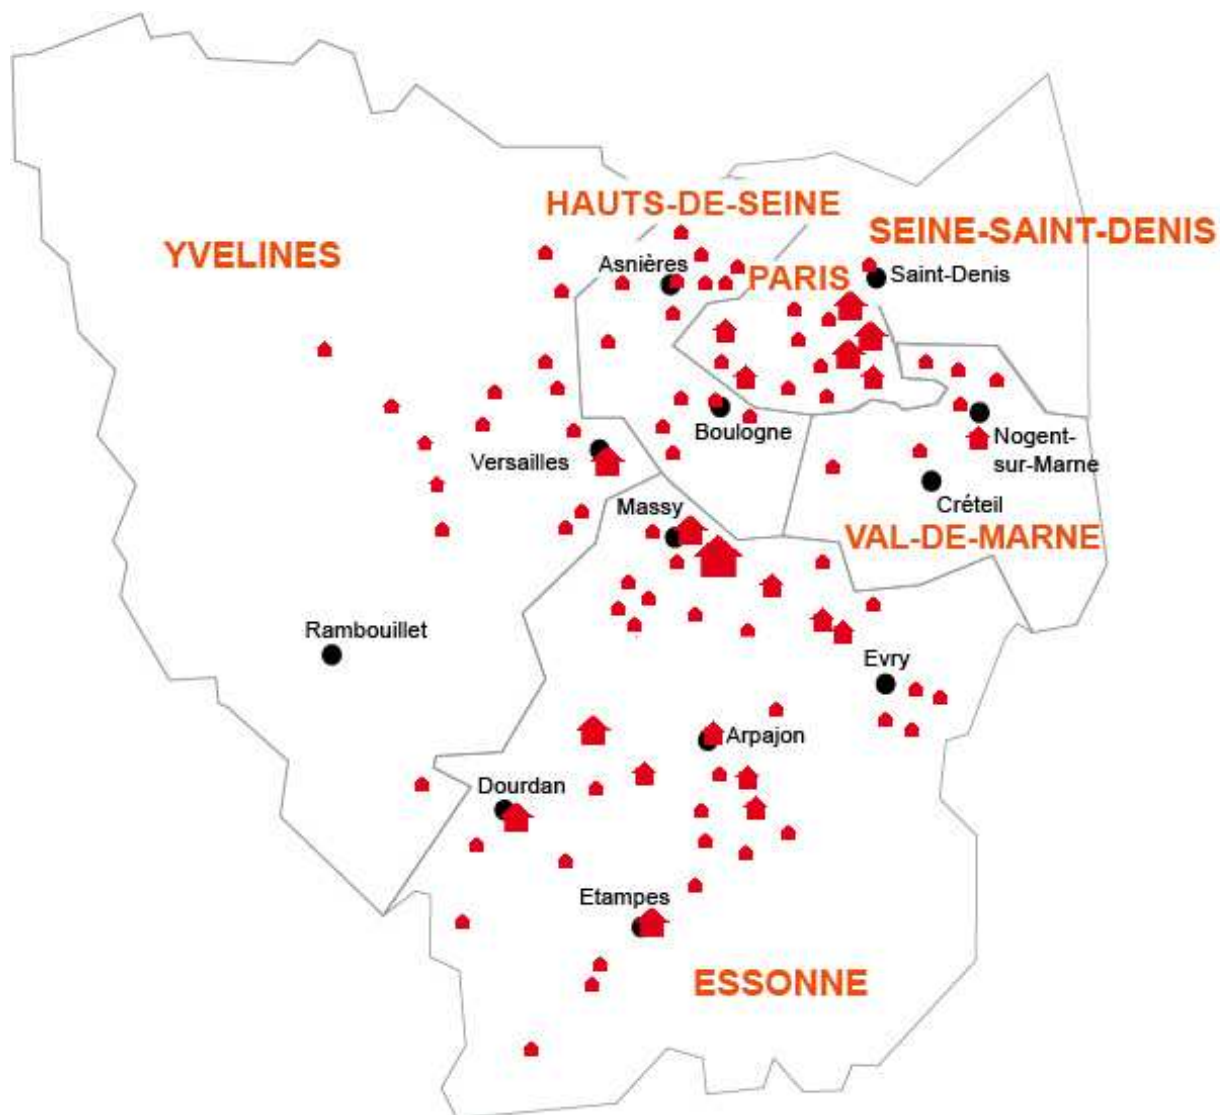 HAUTS-DE-SEINE
SEINE-SAINT-DENIS
YVELINES
Asnières
PARIS
Saint-Denis
Boulogne
Nogent-
sur-Marne
Versailles
Créteil
Massy
VAL-DE-MARNE
Rambouillet
Evry
Arpajon
Dourdan
Etampes
ESSONNE